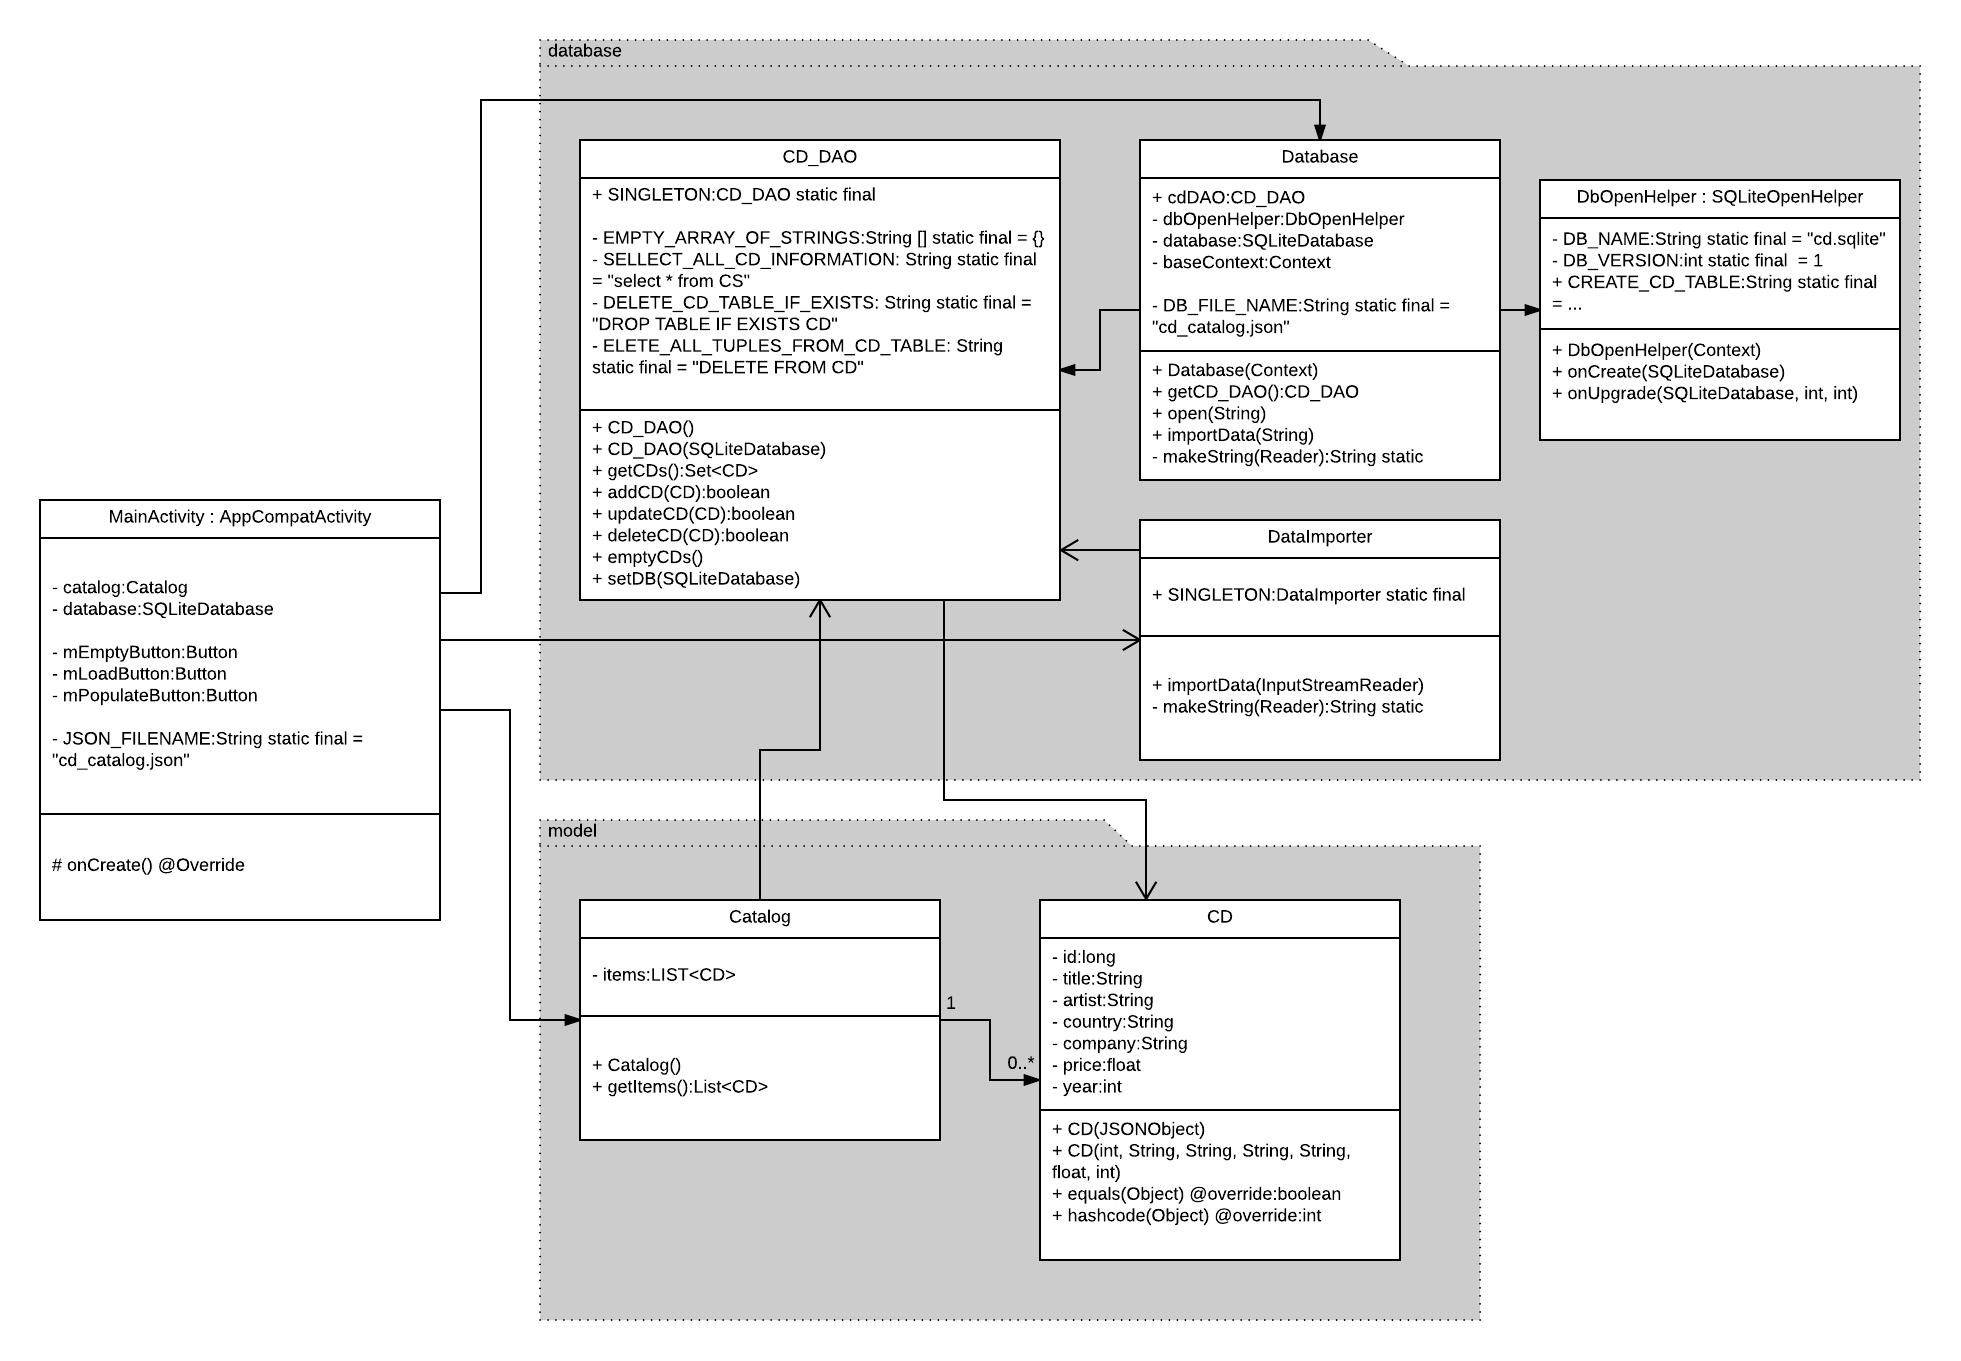 database
CD_DAO
+ SINGLETON:CD_DAO static final
- EMPTY_ARRAY_OF_STRINGS:String [] static final = {}
- SELLECT_ALL_CD_INFORMATION: String static final
= "select * from CS"
- DELETE_CD_TABLE_IF_EXISTS: String static final =
"DROP TABLE IF EXISTS CD"
- ELETE_ALL_TUPLES_FROM_CD_TABLE: String
static final = "DELETE FROM CD"
+ CD_DAO()
+ CD_DAO(SQLiteDatabase)
+ getCDs():Set<CD>
+ addCD(CD):boolean
+ updateCD(CD):boolean
+ deleteCD(CD):boolean
+ emptyCDs()
+ setDB(SQLiteDatabase)
Database
+ cdDAO:CD_DAO
- dbOpenHelper:DbOpenHelper
- database:SQLiteDatabase
- baseContext:Context
- DB_FILE_NAME:String static final =
"cd_catalog.json"
+ Database(Context)
+ getCD_DAO():CD_DAO
+ open(String)
+ importData(String)
- makeString(Reader):String static
DbOpenHelper : SQLiteOpenHelper
- DB_NAME:String static final = "cd.sqlite"
- DB_VERSION:int static final  = 1
+ CREATE_CD_TABLE:String static final
= ...
+ DbOpenHelper(Context)
+ onCreate(SQLiteDatabase)
+ onUpgrade(SQLiteDatabase, int, int)
MainActivity : AppCompatActivity
- catalog:Catalog
- database:SQLiteDatabase
- mEmptyButton:Button
- mLoadButton:Button
- mPopulateButton:Button
- JSON_FILENAME:String static final =
"cd_catalog.json"
# onCreate() @Override
DataImporter
+ SINGLETON:DataImporter static final
+ importData(InputStreamReader)
- makeString(Reader):String static
model
Catalog
- items:LIST<CD>
+ Catalog()
+ getItems():List<CD>
1
0..*
CD
- id:long
- title:String
- artist:String
- country:String
- company:String
- price:float
- year:int
+ CD(JSONObject)
+ CD(int, String, String, String, String,
float, int)
+ equals(Object) @override:boolean
+ hashcode(Object) @override:int